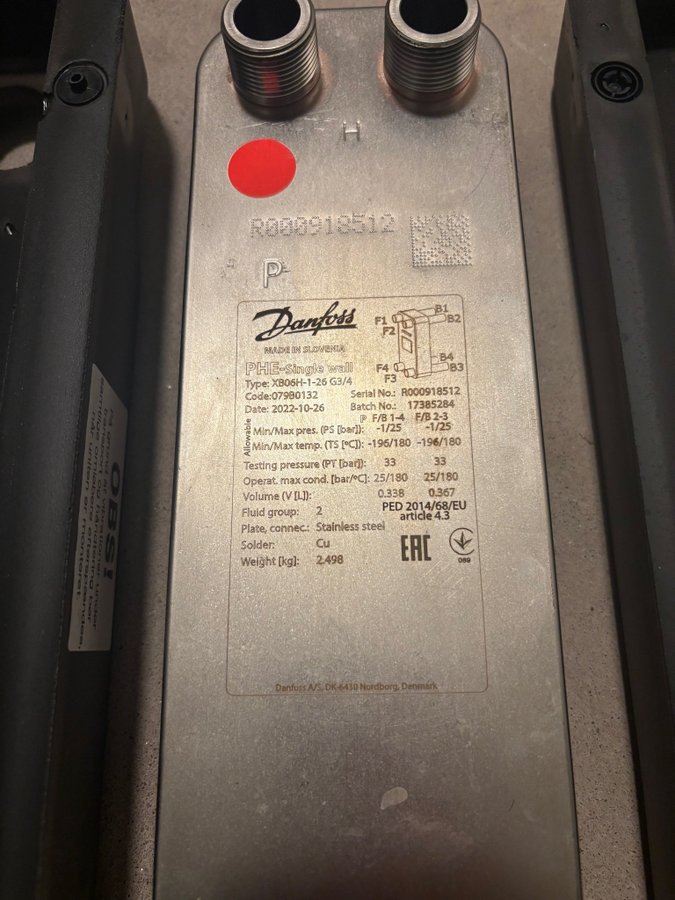 H
R000918512
P
Danfoss
MADE IN SLOVENIA
F1
F2
B1
B2
F4
F3
B4
B3
PHE-Single wall
Type: XB06H-1-26 G3/4
Code:079B0132 Serial No.: R000918512
Date: 2022-10-26 Batch No.: 17385284
Allowable
P F/B 1-4 F/B 2-3
Min/Max pres. (PS [bar]): -1/25 -1/25
Min/Max temp. (TS [ºC]): -196/180 -196/180
Testing pressure (PT [bar]): 33 33
Operat. max cond. [bar/ºC]: 25/180 25/180
Volume (V [L]): 0.338 0.367
Fluid group: 2 PED 2014/68/EU
article 4.3
Plate, connec.: Stainless steel
Solder: Cu
Weight [kg]: 2.498
EAC
089
Danfoss A/S, DK-6430 Nordborg, Denmark
OBS!